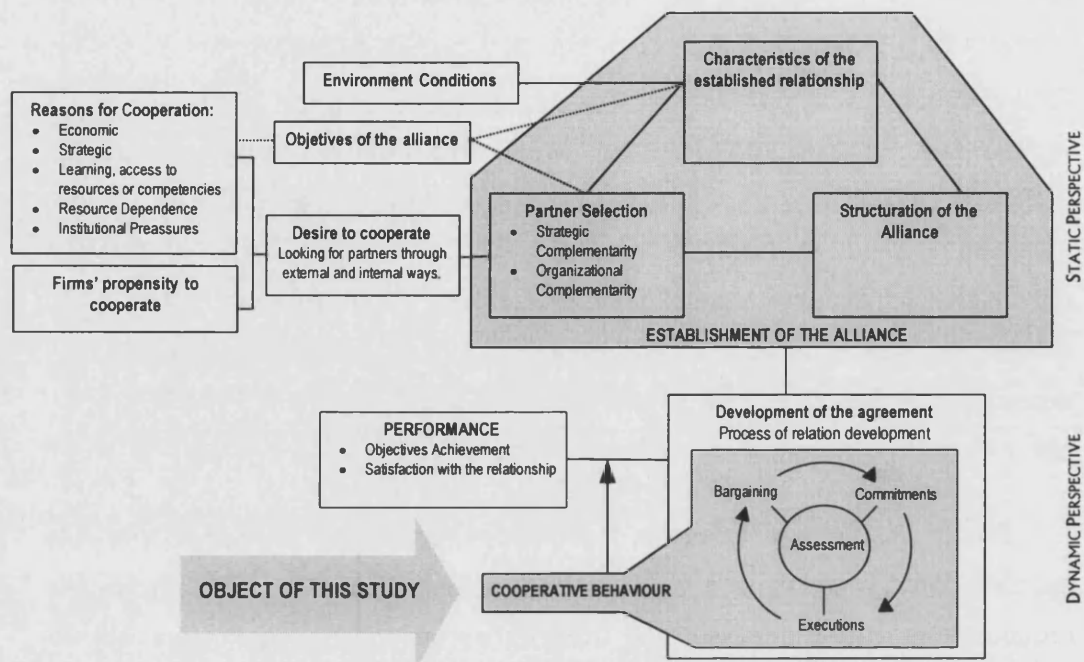 Reasons for Cooperation:
• Economic
• Strategic
• Learning, access to
resources or competencies
• Resource Dependence
• Institutional Preassures
Firms' propensity to
cooperate
Environment Conditions
Objetives of the alliance
Desire to cooperate
Looking for partners through
external and internal ways.
Characteristics of the
established relationship
Partner Selection
• Strategic
Complementarity
• Organizational
Complementarity
Structuration of the
Alliance
ESTABLISHMENT OF THE ALLIANCE
STATIC PERSPECTIVE
PERFORMANCE
• Objectives Achievement
• Satisfaction with the relationship
Development of the agreement
Process of relation development
Bargaining
Commitments
Assessment
Executions
OBJECT OF THIS STUDY
COOPERATIVE BEHAVIOUR
DYNAMIC PERSPECTIVE